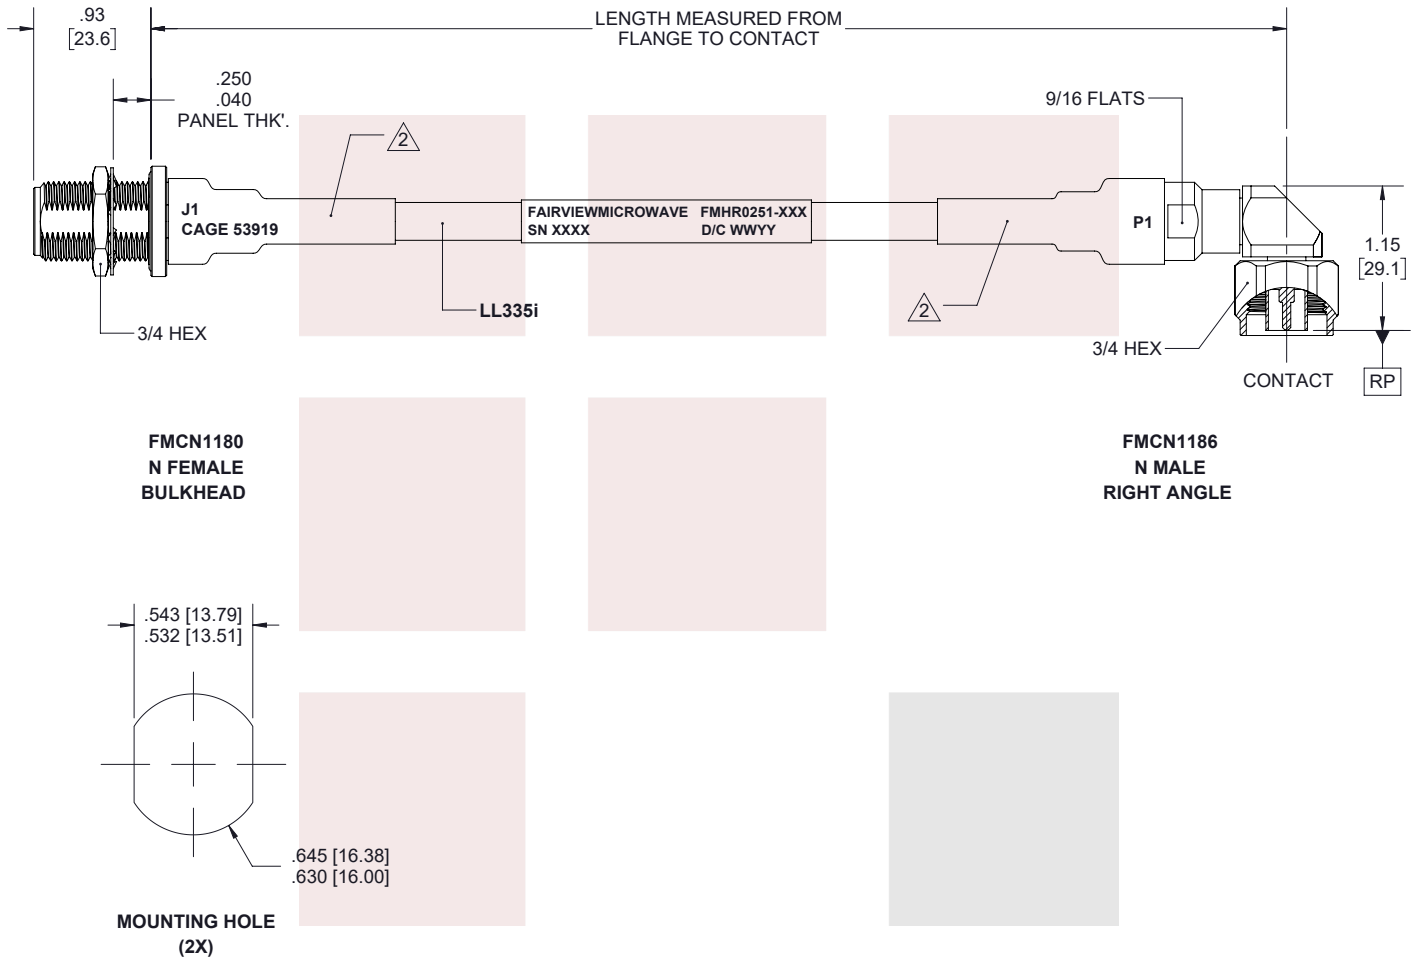 .93
[23.6]
LENGTH MEASURED FROM
FLANGE TO CONTACT
.250
.040
PANEL THK'.
9/16 FLATS
2
J1
CAGE 53919
FAIRVIEWMICROWAVE FMHR0251-XXX
SN XXXX D/C WWYY
P1
1.15
[29.1]
LL335i
2
3/4 HEX
3/4 HEX
CONTACT
RP
FMCN1180
N FEMALE
BULKHEAD
FMCN1186
N MALE
RIGHT ANGLE
.543 [13.79]
.532 [13.51]
.645 [16.38]
.630 [16.00]
MOUNTING HOLE
(2X)